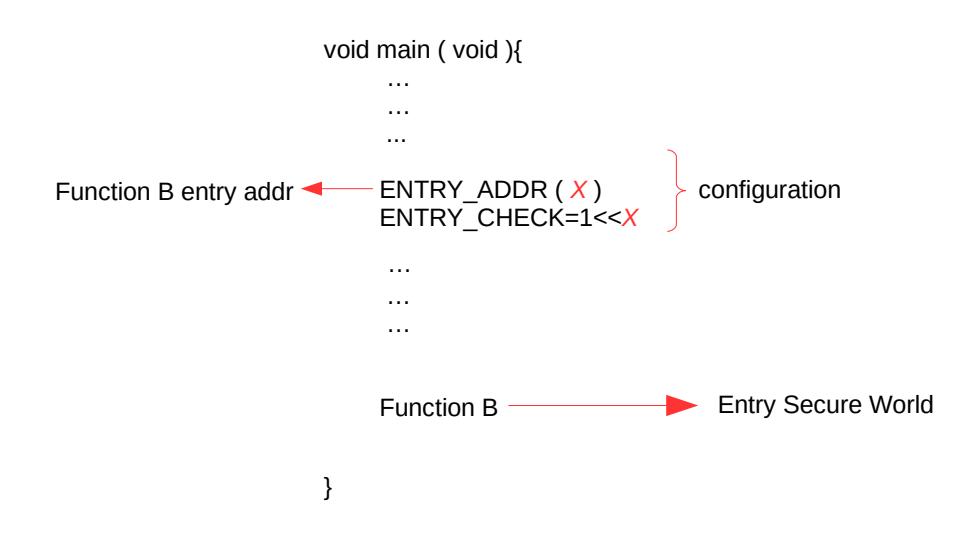 void main ( void ){
...
...
...
Function B entry addr
ENTRY_ADDR ( X )
configuration
ENTRY_CHECK=1<<X
...
...
...
Function B
Entry Secure World
}